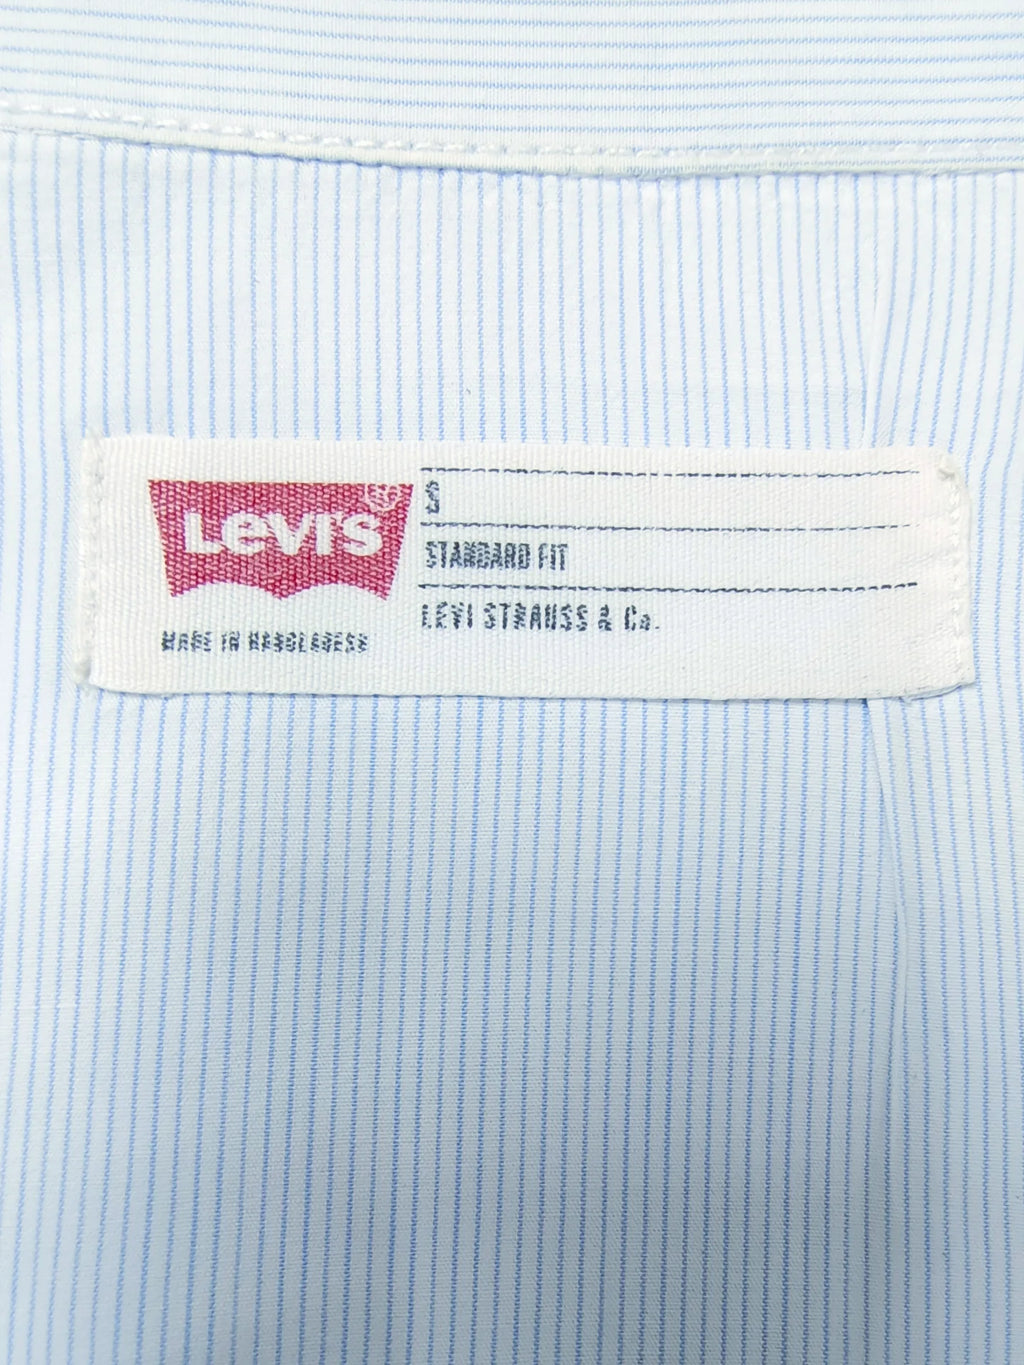 LEVI'S
MADE IN BANGLADESH
S
STANDARD FIT
LEVI STRAUSS & Co.